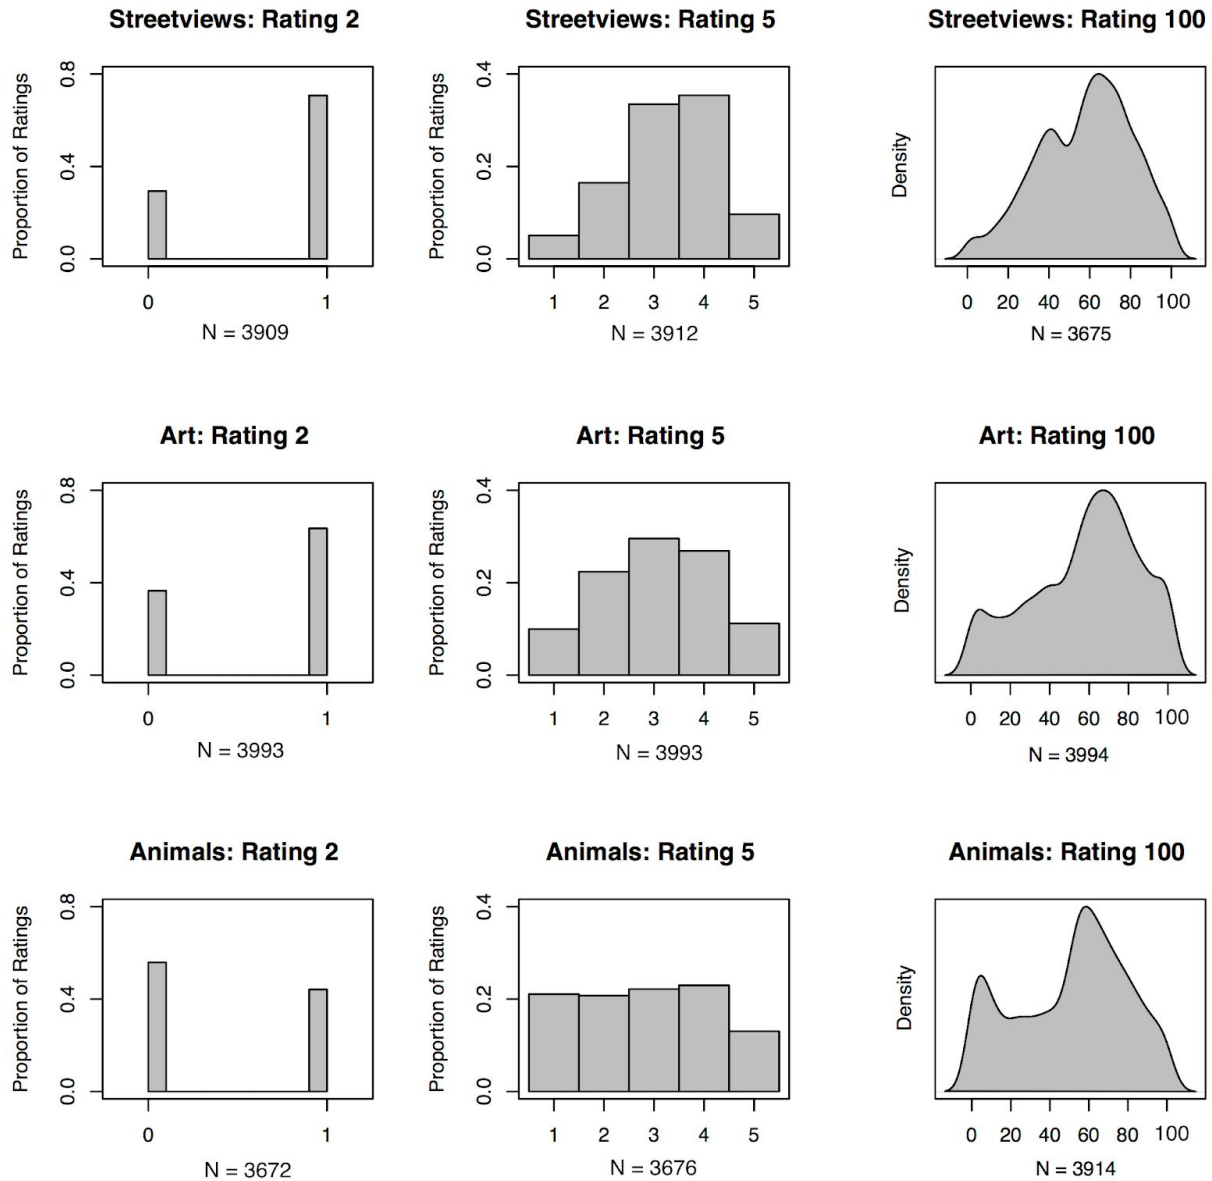 Streetviews: Rating 2
Proportion of Ratings
0.8
0.4
0.0
0 1
N = 3909
Streetviews: Rating 5
Proportion of Ratings
0.4
0.2
0.0
1 2 3 4 5
N = 3912
Streetviews: Rating 100
Density
0 20 40 60 80 100
N = 3675
Art: Rating 2
Proportion of Ratings
0.8
0.4
0.0
0 1
N = 3993
Art: Rating 5
Proportion of Ratings
0.4
0.2
0.0
1 2 3 4 5
N = 3993
Art: Rating 100
Density
0 20 40 60 80 100
N = 3994
Animals: Rating 2
Proportion of Ratings
0.8
0.4
0.0
0 1
N = 3672
Animals: Rating 5
Proportion of Ratings
0.4
0.2
0.0
1 2 3 4 5
N = 3676
Animals: Rating 100
Density
0 20 40 60 80 100
N = 3914